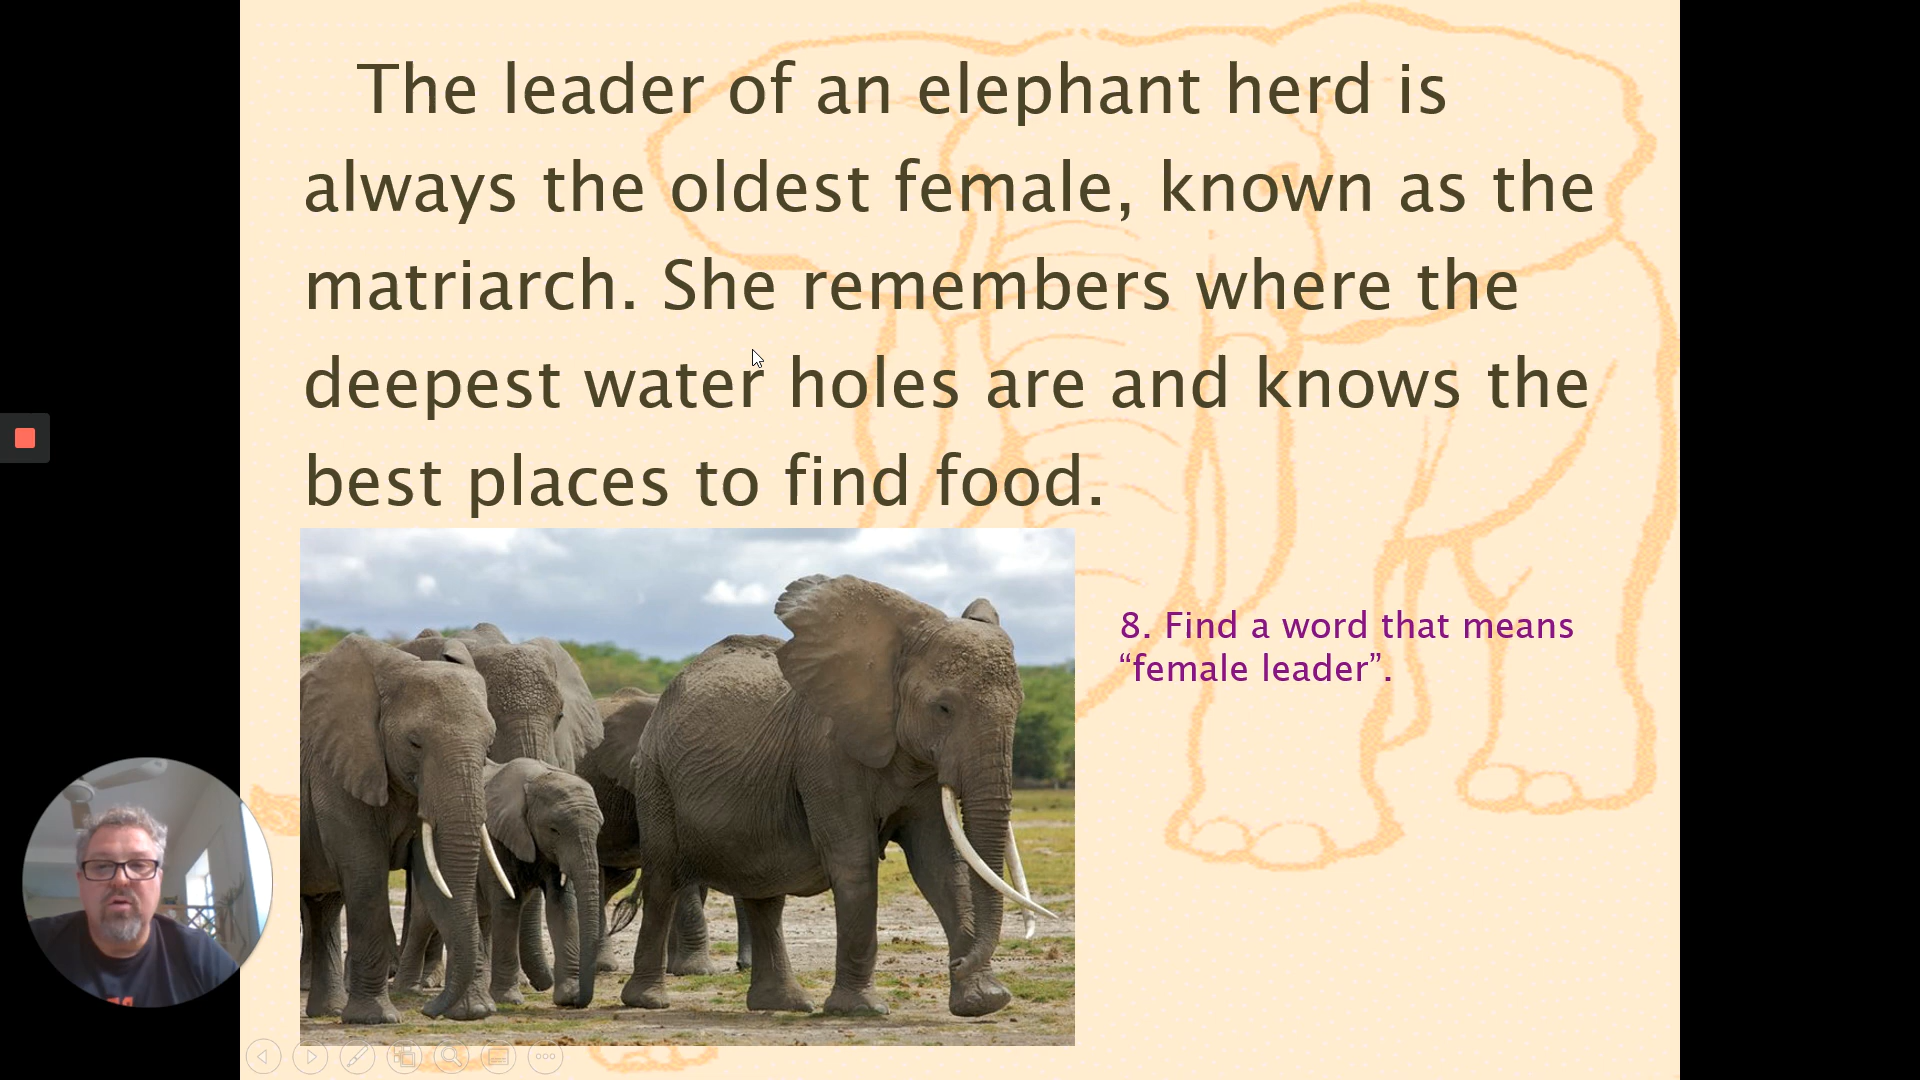 The leader of an elephant herd is
always the oldest female, known as the
matriarch. She remembers where the
deepest water holes are and knows the
best places to find food.
8. Find a word that means
“female leader”.